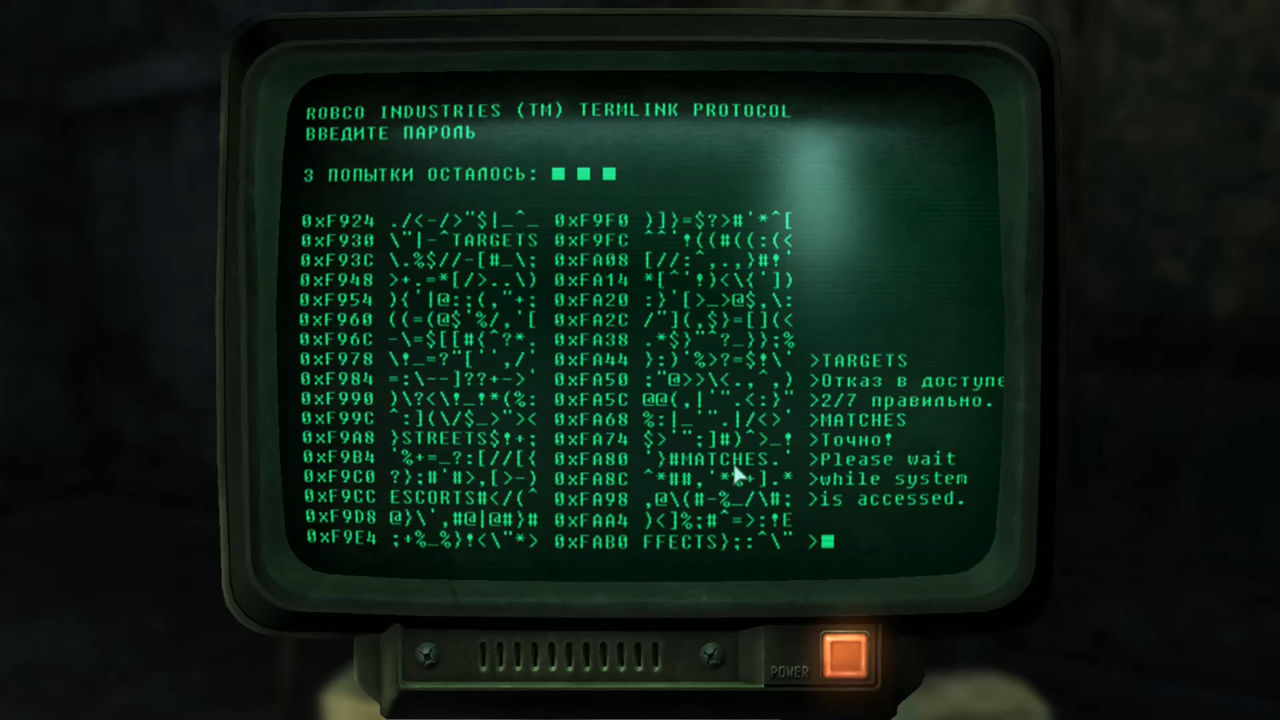 ROBCO INDUSTRIES (TM) TERMLINK PROTOCOL
ВВЕДИТЕ ПАРОЛЬ
3 ПОПЫТКИ ОСТАЛОСЬ: ■ ■ ■
0xF924 ./<-/>"$|_^_ 0xF9F0 )]}=$?>#'*^[
0xF930 \"|-^TARGETS 0xF9FC ^"'!((#((:(<
0xF93C \.%$//-[#_\: 0xFA08 [//:^,.,}#!'
0xF948 >+.=*[/>..\) 0xFA14 *[^'!)<\{'])
0xF954 ){'|@:;(,"+; 0xFA20 :}'[>_>@$,\:
0xF960 ((=(@$'%/,'[ 0xFA2C /"](,$}=[](<
0xF96C -\=$[[#{^?*. 0xFA38 .*$}"^?_}};%
0xF978 \!_=?"['',/' 0xFA44 }:)'%>?=$!\' >TARGETS
0xF984 =:\--]??+->' 0xFA50 :"@>>\<.,^,) >Отказ в доступе
0xF990 )\?<\!_!*(%: 0xFA5C @@(,|'".<:}" >2/7 правильно.
0xF99C ^:](\/$_>">< 0xFA68 %:|_'".|/<>' >MATCHES
0xF9A8 }STREETS$!+; 0xFA74 $>'";]#)^>_! >Точно!
0xF9B4 '%+=_?:[//[{ 0xFA80 '}#MATCHES.' >Please wait
0xF9C0 ?};#'#>,[>-) 0xFA8C ^*##, +].* >while system
0xF9CC ESCORTS#</(^ 0xFA98 ,@\(#-%_/\#; >is accessed.
0xF9D8 @}\',#@|@#}# 0xFAA4 )<]%;#^=>:!E
0xF9E4 ;+%_%}!<\"*> 0xFAB0 FFECTS};:^\" >■
POWER